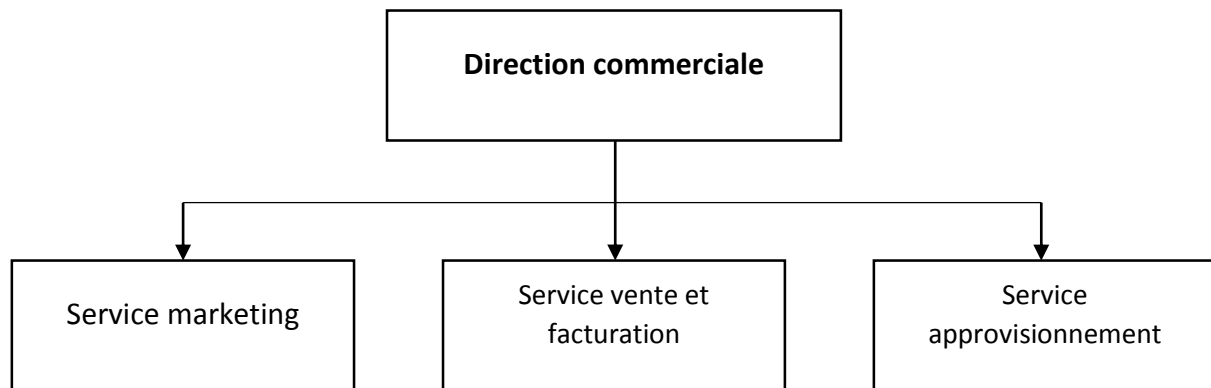 Direction commerciale
Service marketing
Service vente et
facturation
Service
approvisionnement